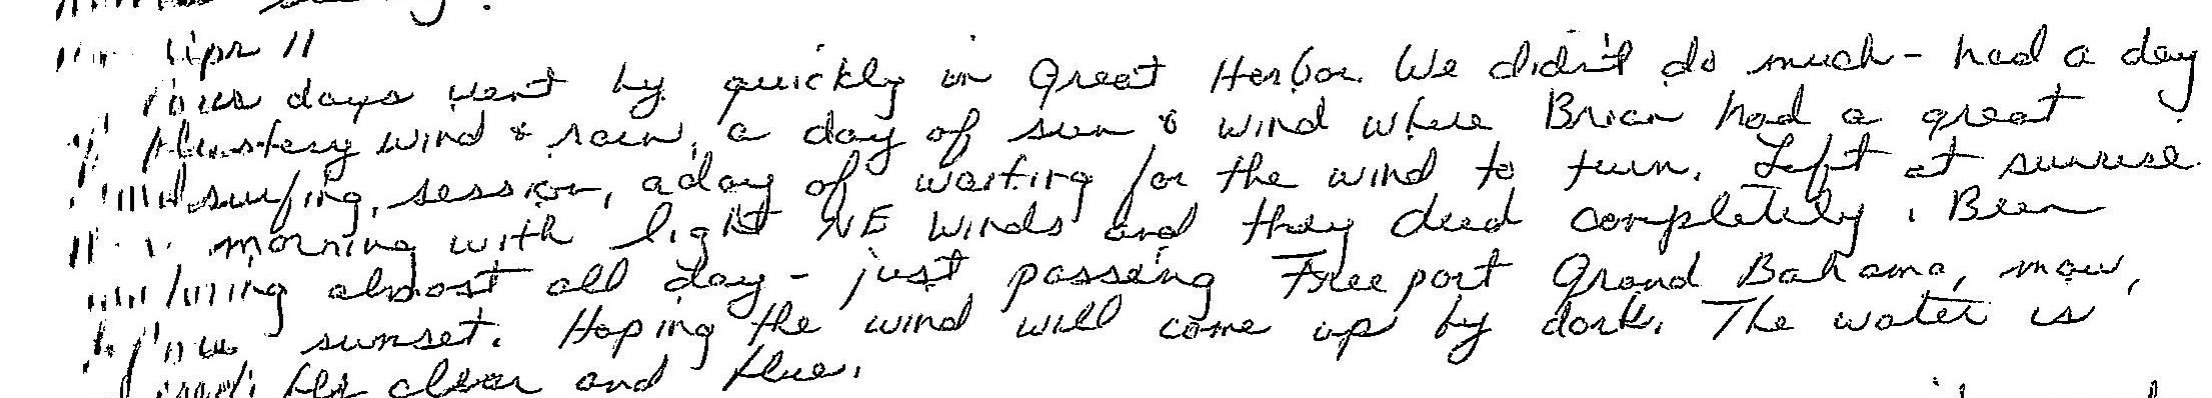 Apr 11
days went by quickly in Great Harbor. We didn't do much - had a day
blustery wind & rain, a day of sun & wind where Brian had a great
surfing, session, a day of waiting for the wind to turn. Left at sunrise
morning with light NE winds and they died completely. Been
almost all day - just passing Freeport Grand Bahama, now,
sunset. Hoping the wind will come up by dark. The water is
clear and blue.